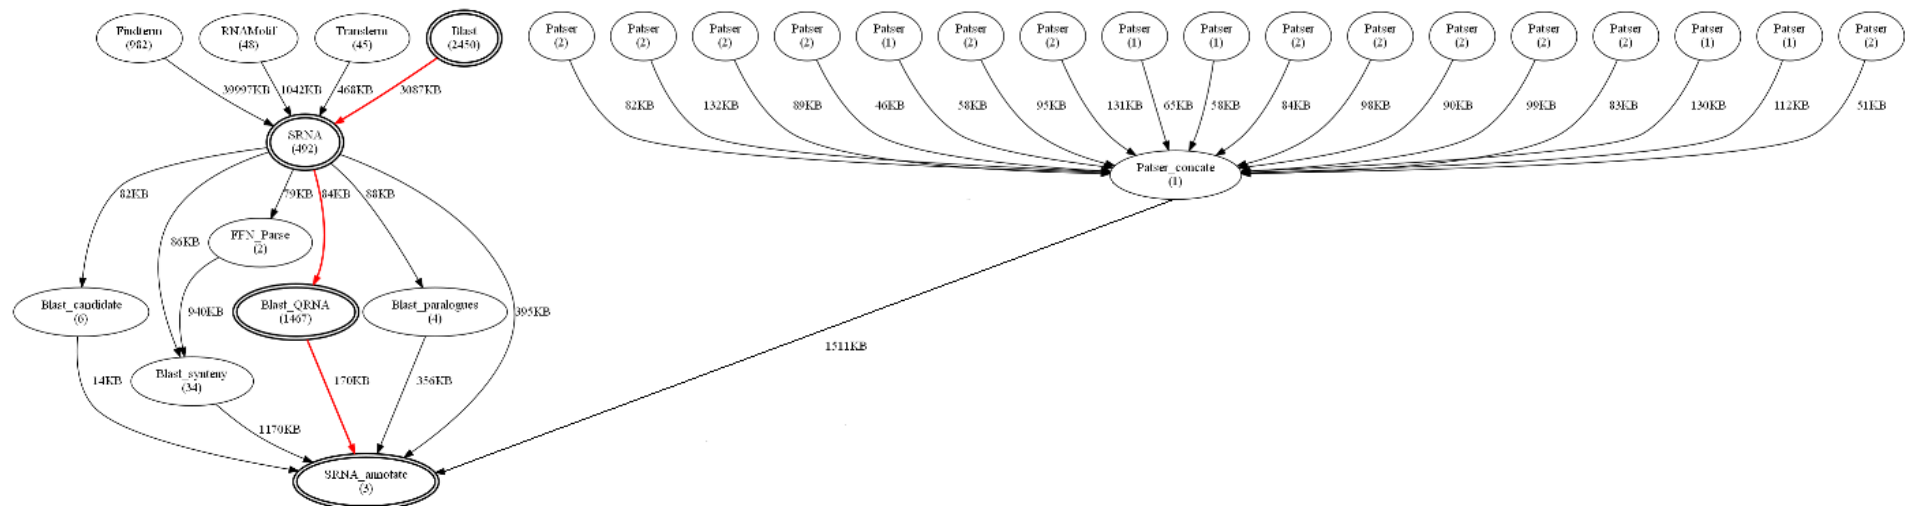 Findterm
(982)
RNAMotif
(48)
Transterm
(45)
Blast
(2450)
Patser
(2)
Patser
(2)
Patser
(2)
Patser
(2)
Patser
(1)
Patser
(2)
Patser
(2)
Patser
(1)
Patser
(1)
Patser
(2)
Patser
(2)
Patser
(2)
Patser
(2)
Patser
(2)
Patser
(1)
Patser
(1)
Patser
(2)
39997KB
1042KB
468KB
3087KB
82KB
132KB
89KB
46KB
58KB
95KB
131KB
65KB
58KB
84KB
98KB
90KB
99KB
83KB
130KB
112KB
51KB
SRNA
(492)
Patser_concate
(1)
82KB
79KB
84KB
88KB
86KB
FFN_Parse
(2)
Blast_candidate
(6)
940KB
Blast_QRNA
(1467)
Blast_paralogues
(4)
395KB
1511KB
14KB
Blast_synteny
(34)
170KB
356KB
1170KB
SRNA_annotate
(3)